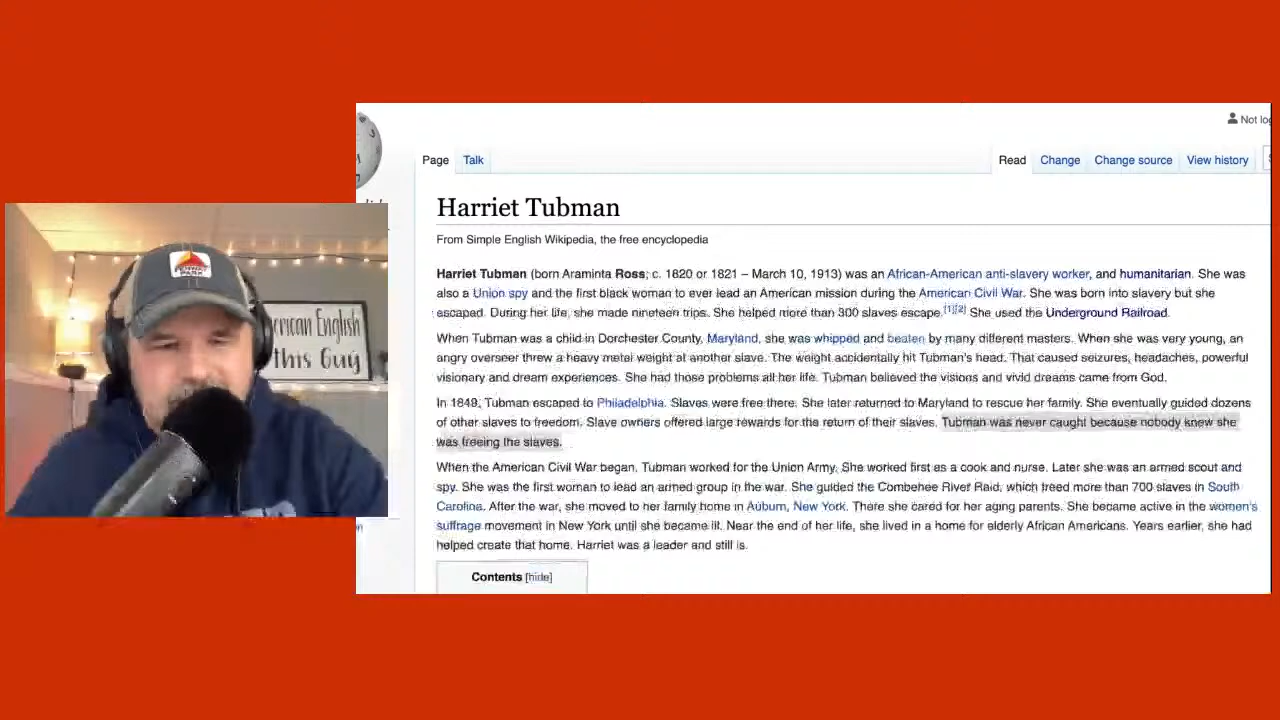 Not log
Page Talk Read Change Change source View history
Harriet Tubman
From Simple English Wikipedia, the free encyclopedia
Harriet Tubman (born Araminta Ross; c. 1820 or 1821 – March 10, 1913) was an African-American anti-slavery worker, and humanitarian. She was
also a Union spy and the first black woman to ever lead an American mission during the American Civil War. She was born into slavery but she
escaped. During her life, she made nineteen trips. She helped more than 300 slaves escape.[1][2] She used the Underground Railroad.
When Tubman was a child in Dorchester County, Maryland, she was whipped and beaten by many different masters. When she was very young, an
angry overseer threw a heavy metal weight at another slave. The weight accidentally hit Tubman's head. That caused seizures, headaches, powerful
visionary and dream experiences. She had those problems all her life. Tubman believed the visions and vivid dreams came from God.
In 1849, Tubman escaped to Philadelphia. Slaves were free there. She later returned to Maryland to rescue her family. She eventually guided dozens
of other slaves to freedom. Slave owners offered large rewards for the return of their slaves. Tubman was never caught because nobody knew she
was freeing the slaves.
When the American Civil War began, Tubman worked for the Union Army. She worked first as a cook and nurse. Later she was an armed scout and
spy. She was the first woman to lead an armed group in the war. She guided the Combahee River Raid, which freed more than 700 slaves in South
Carolina. After the war, she moved to her family home in Auburn, New York. There she cared for her aging parents. She became active in the women's
suffrage movement in New York until she became ill. Near the end of her life, she lived in a home for elderly African Americans. Years earlier, she had
helped create that home. Harriet was a leader and still is.
Contents [hide]
FENWAY
PARK
erican English
this Guy